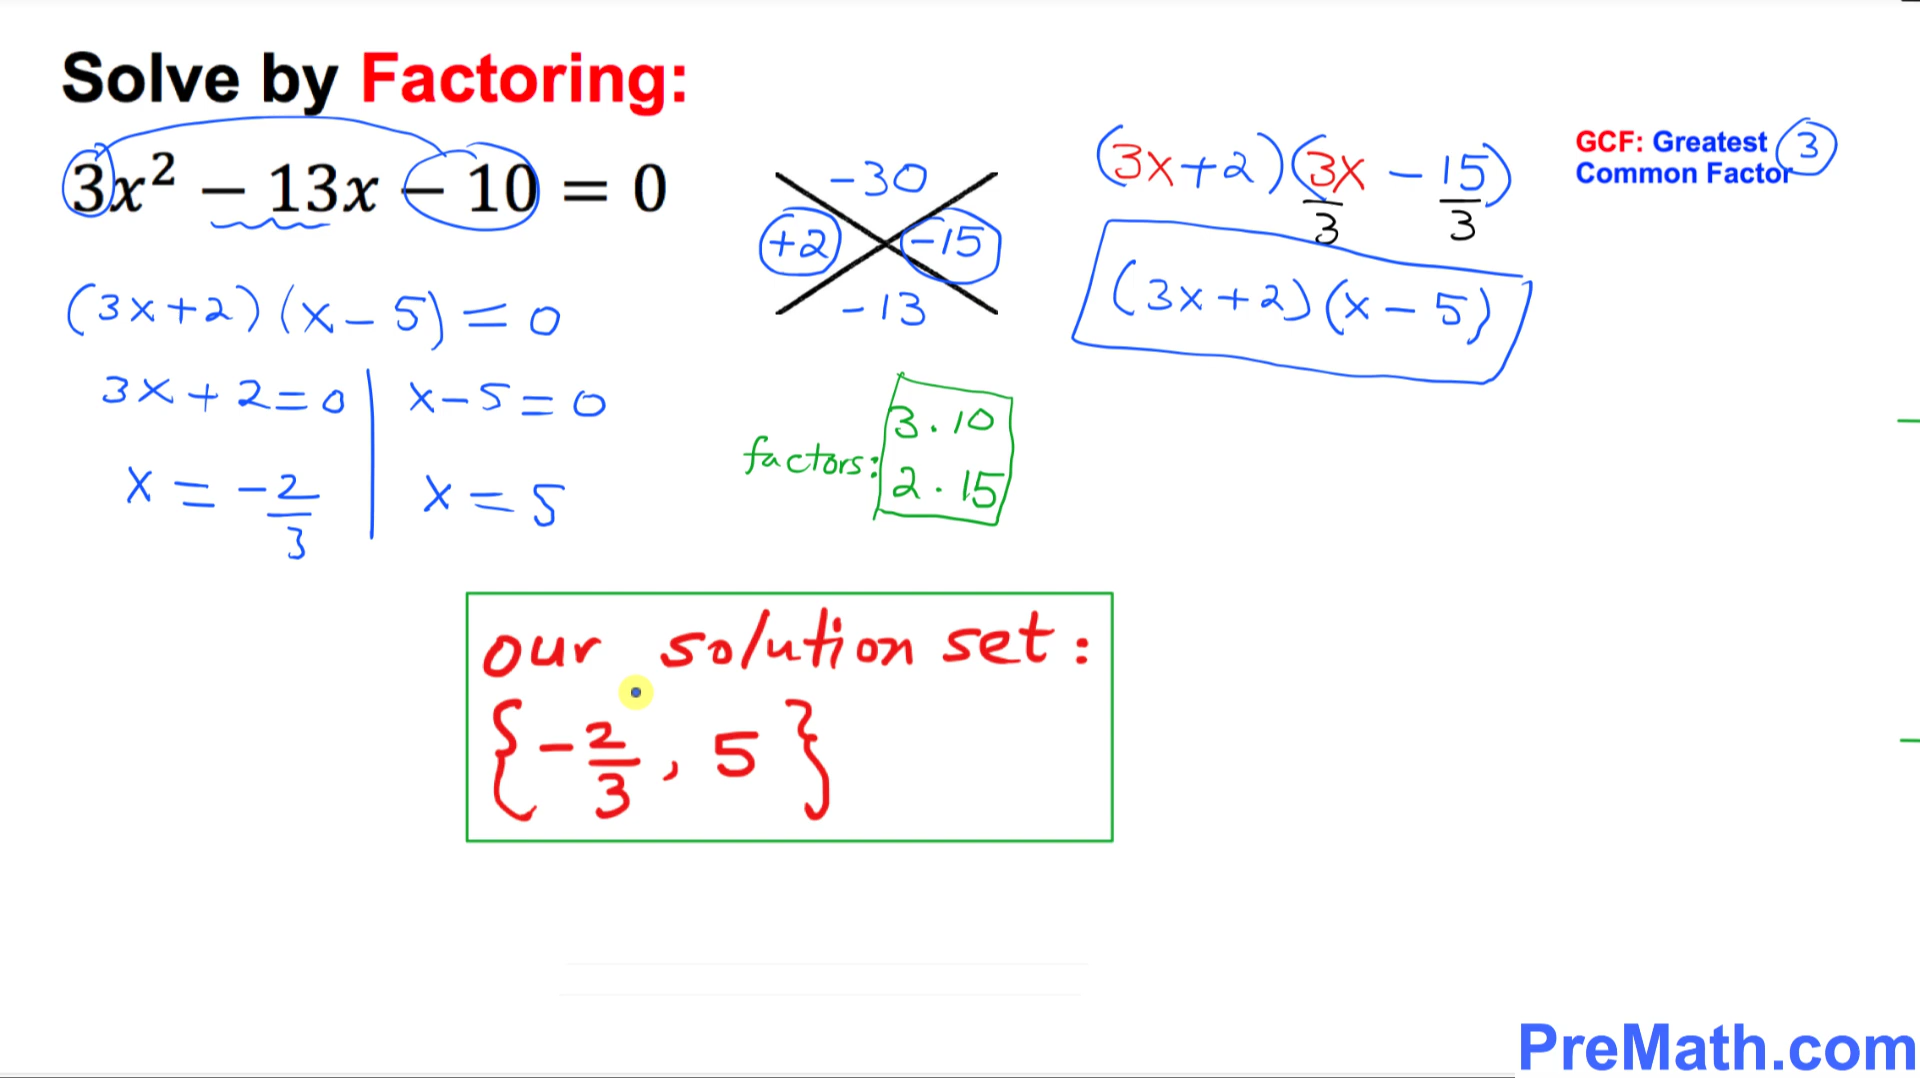 Solve by Factoring:
3x² − 13x − 10 = 0
(3x+2)(x−5)=0
3x+2=0 | x−5=0
x = −2/3 | x = 5
−30
+2 −15
−13
factors:
3·10
2·15
(3x+2)(3x/3 − 15/3)
(3x+2)(x−5)
GCF: Greatest
Common Factor
3
our solution set:
{−2/3, 5}
PreMath.com